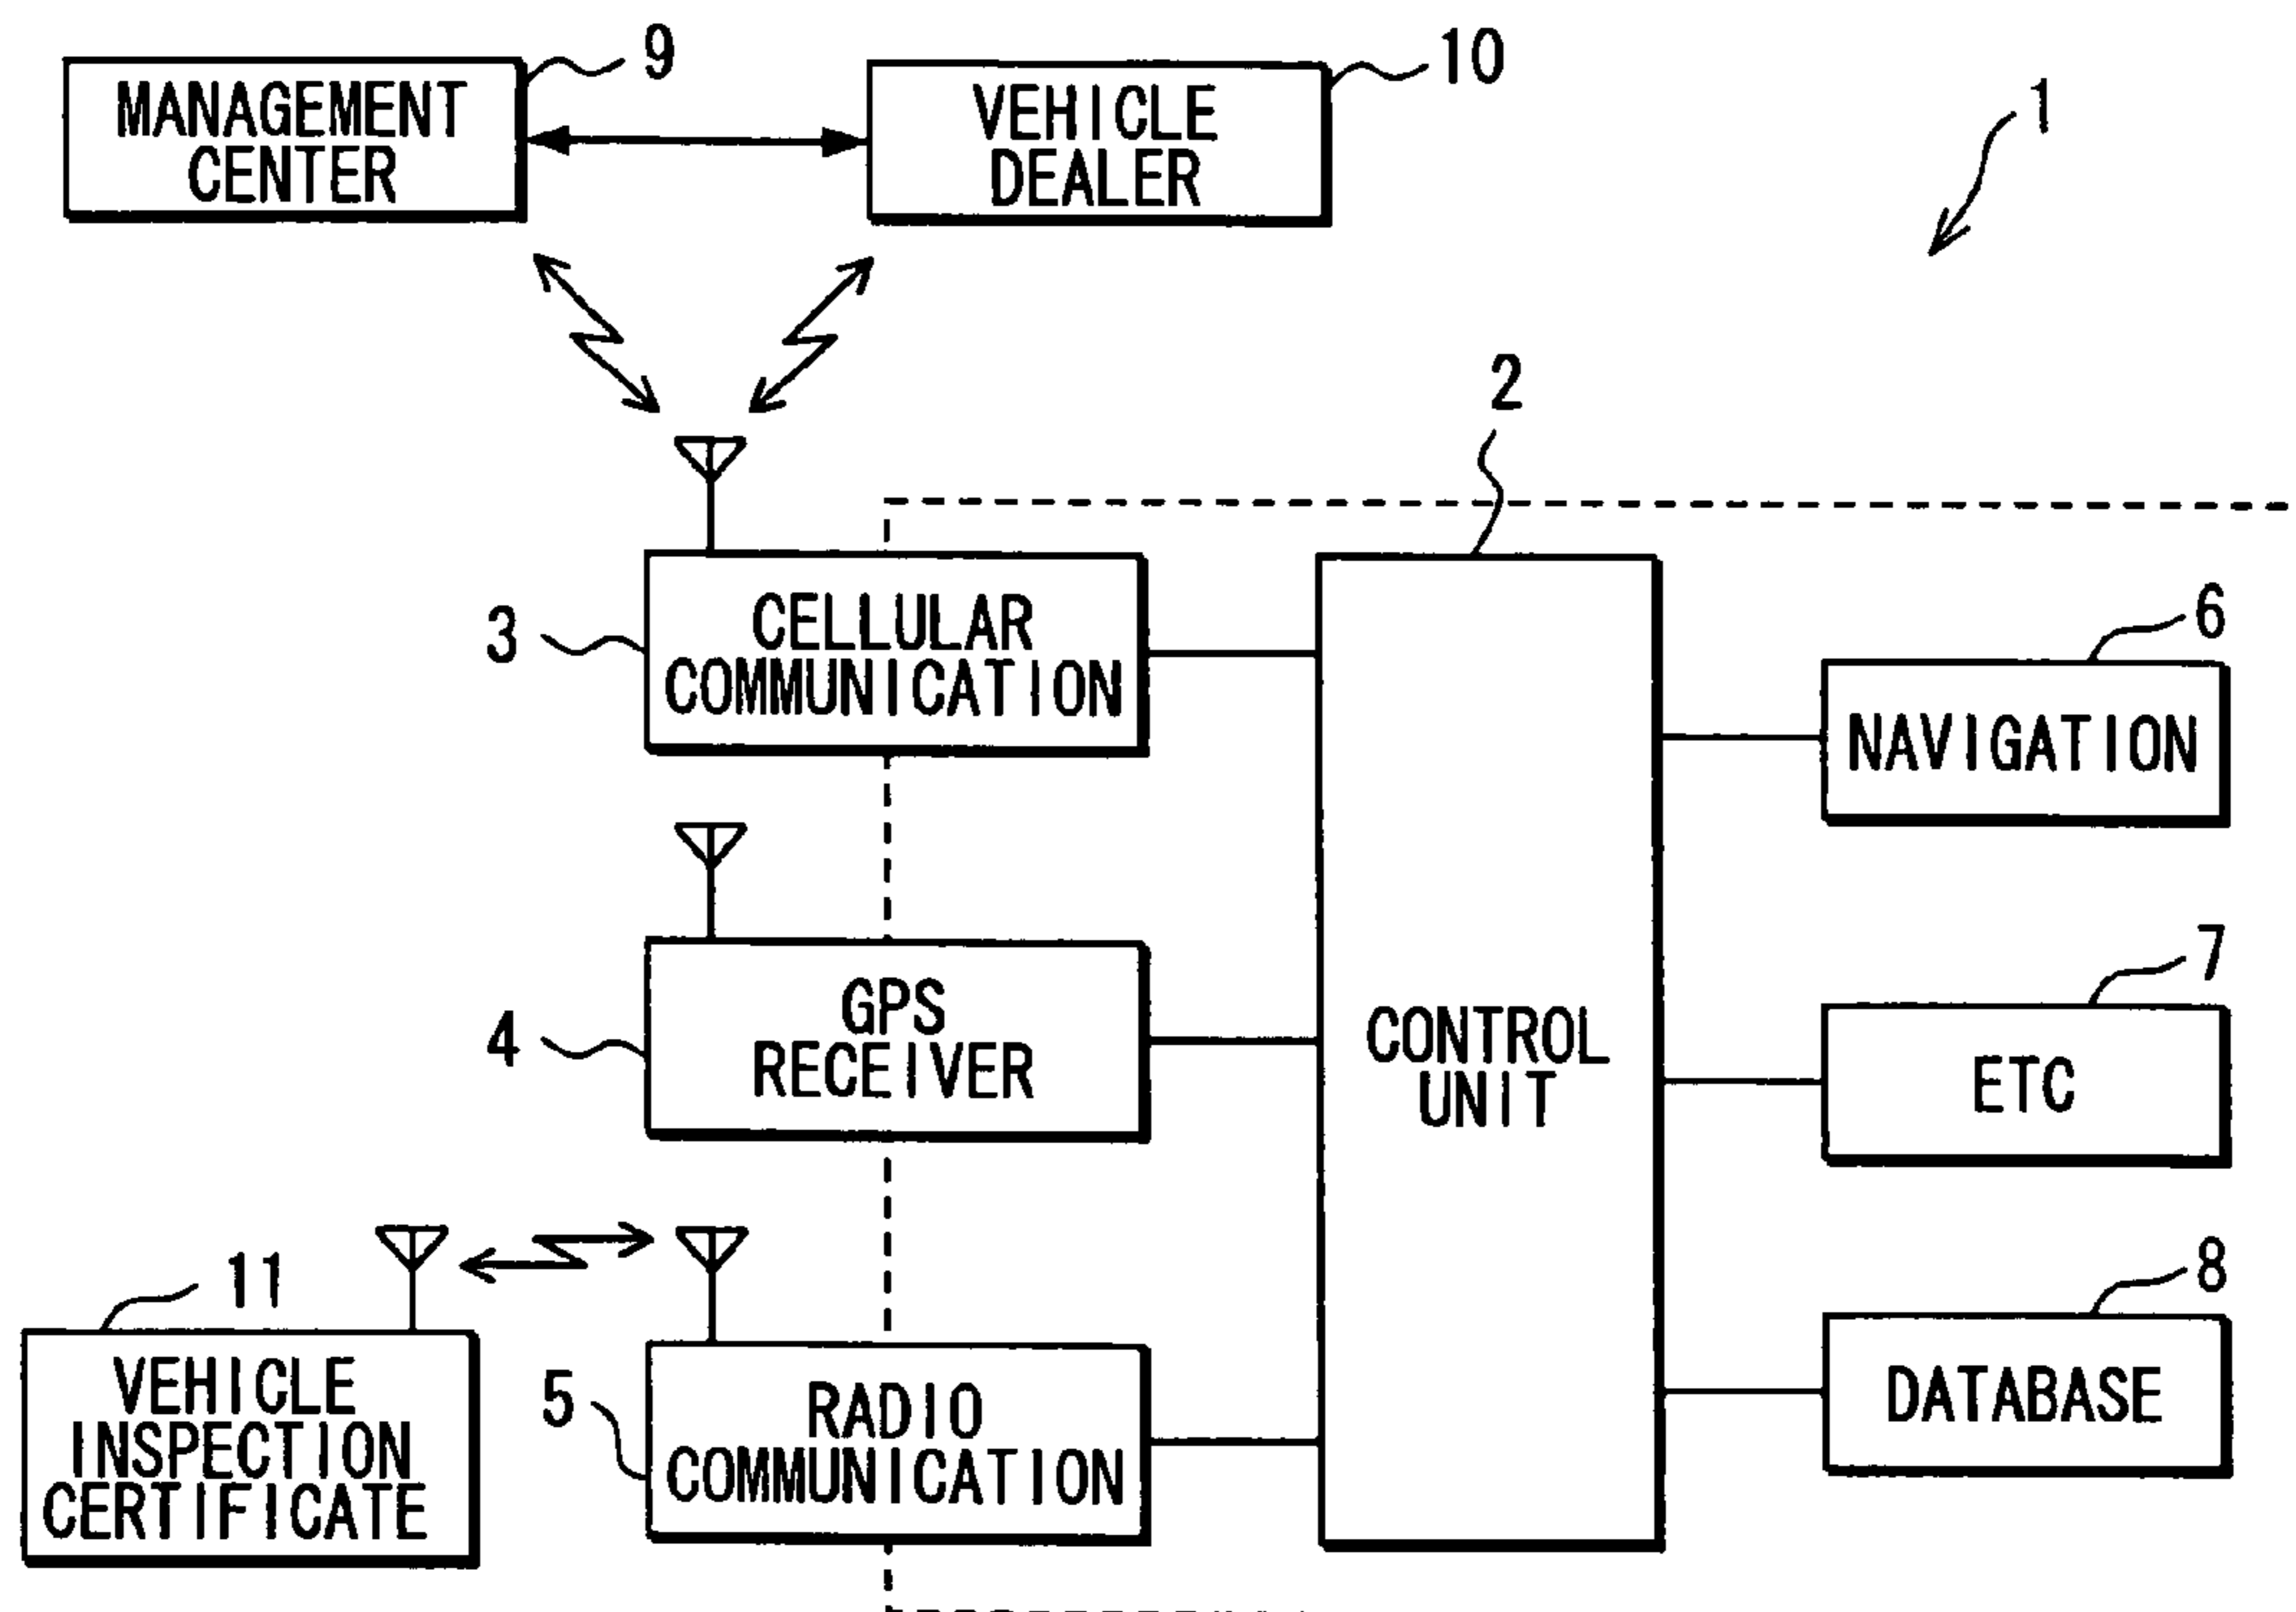 9
MANAGEMENT
CENTER
10
VEHICLE
DEALER
1
2
3
CELLULAR
COMMUNICATION
6
NAVIGATION
4
GPS
RECEIVER
CONTROL
UNIT
7
ETC
11
VEHICLE
INSPECTION
CERTIFICATE
5
RADIO
COMMUNICATION
8
DATABASE